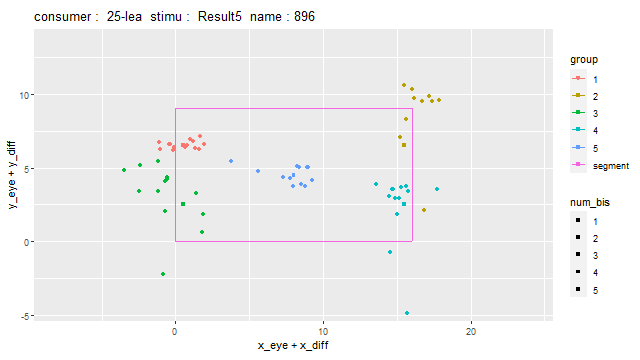 consumer :  25-lea  stimu :  Result5  name : 896
group
1
2
3
4
5
segment
num_bis
1
2
3
4
5
y_eye + y_diff
10
5
0
-5
0
10
20
x_eye + x_diff